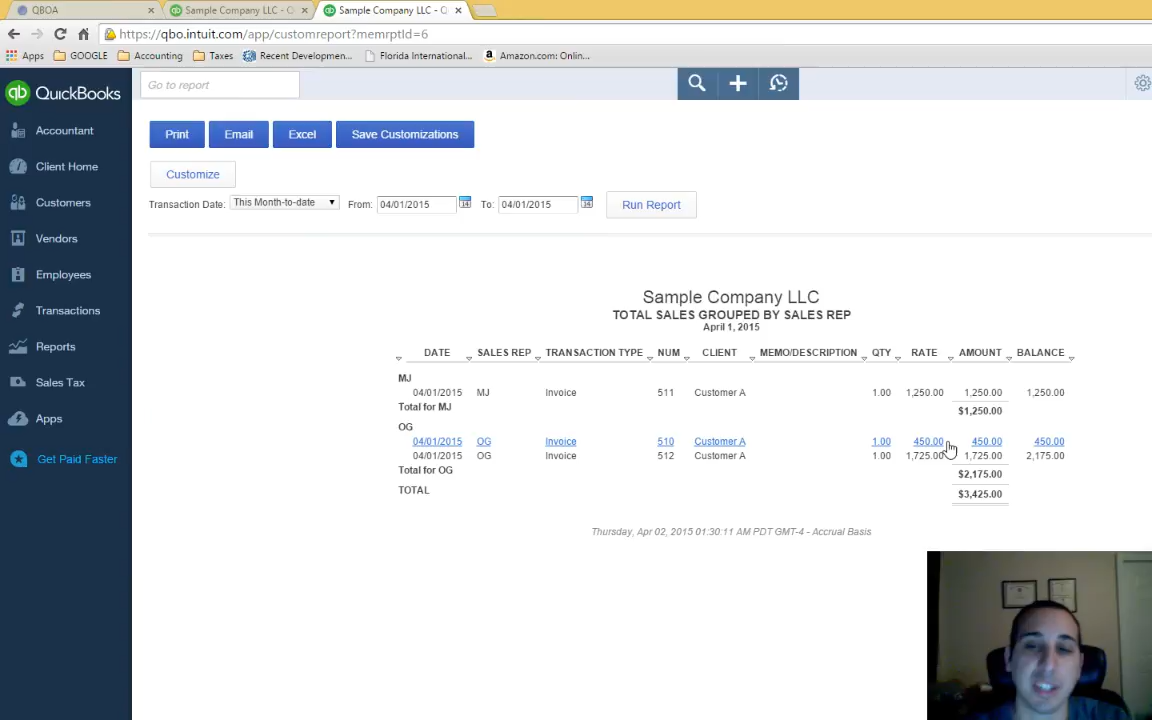 QBOA
Sample Company LLC - Q
Sample Company LLC - Q
https://qbo.intuit.com/app/customreport?memrptId=6
Apps GOOGLE Accounting Taxes Recent Developmen... Florida International... Amazon.com: Onlin...
qb QuickBooks
Go to report
Accountant
Client Home
Customers
Vendors
Employees
Transactions
Reports
Sales Tax
Apps
Get Paid Faster
Print Email Excel Save Customizations
Customize
Transaction Date: This Month-to-date From: 04/01/2015 14 To: 04/01/2015 14 Run Report
Sample Company LLC
TOTAL SALES GROUPED BY SALES REP
April 1, 2015
DATE SALES REP TRANSACTION TYPE NUM CLIENT MEMO/DESCRIPTION QTY RATE AMOUNT BALANCE
MJ
04/01/2015 MJ Invoice 511 Customer A 1.00 1,250.00 1,250.00 1,250.00
Total for MJ $1,250.00
OG
04/01/2015 OG Invoice 510 Customer A 1.00 450.00 450.00 450.00
04/01/2015 OG Invoice 512 Customer A 1.00 1,725.00 1,725.00 2,175.00
Total for OG $2,175.00
TOTAL $3,425.00
Thursday, Apr 02, 2015 01:30:11 AM PDT GMT-4 - Accrual Basis